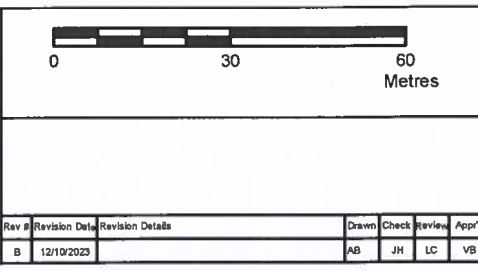 0 30 60
Metres
Rev # Revision Date Revision Details Drawn Check Review Appr'
B 12/10/2023 AB JH LC VB